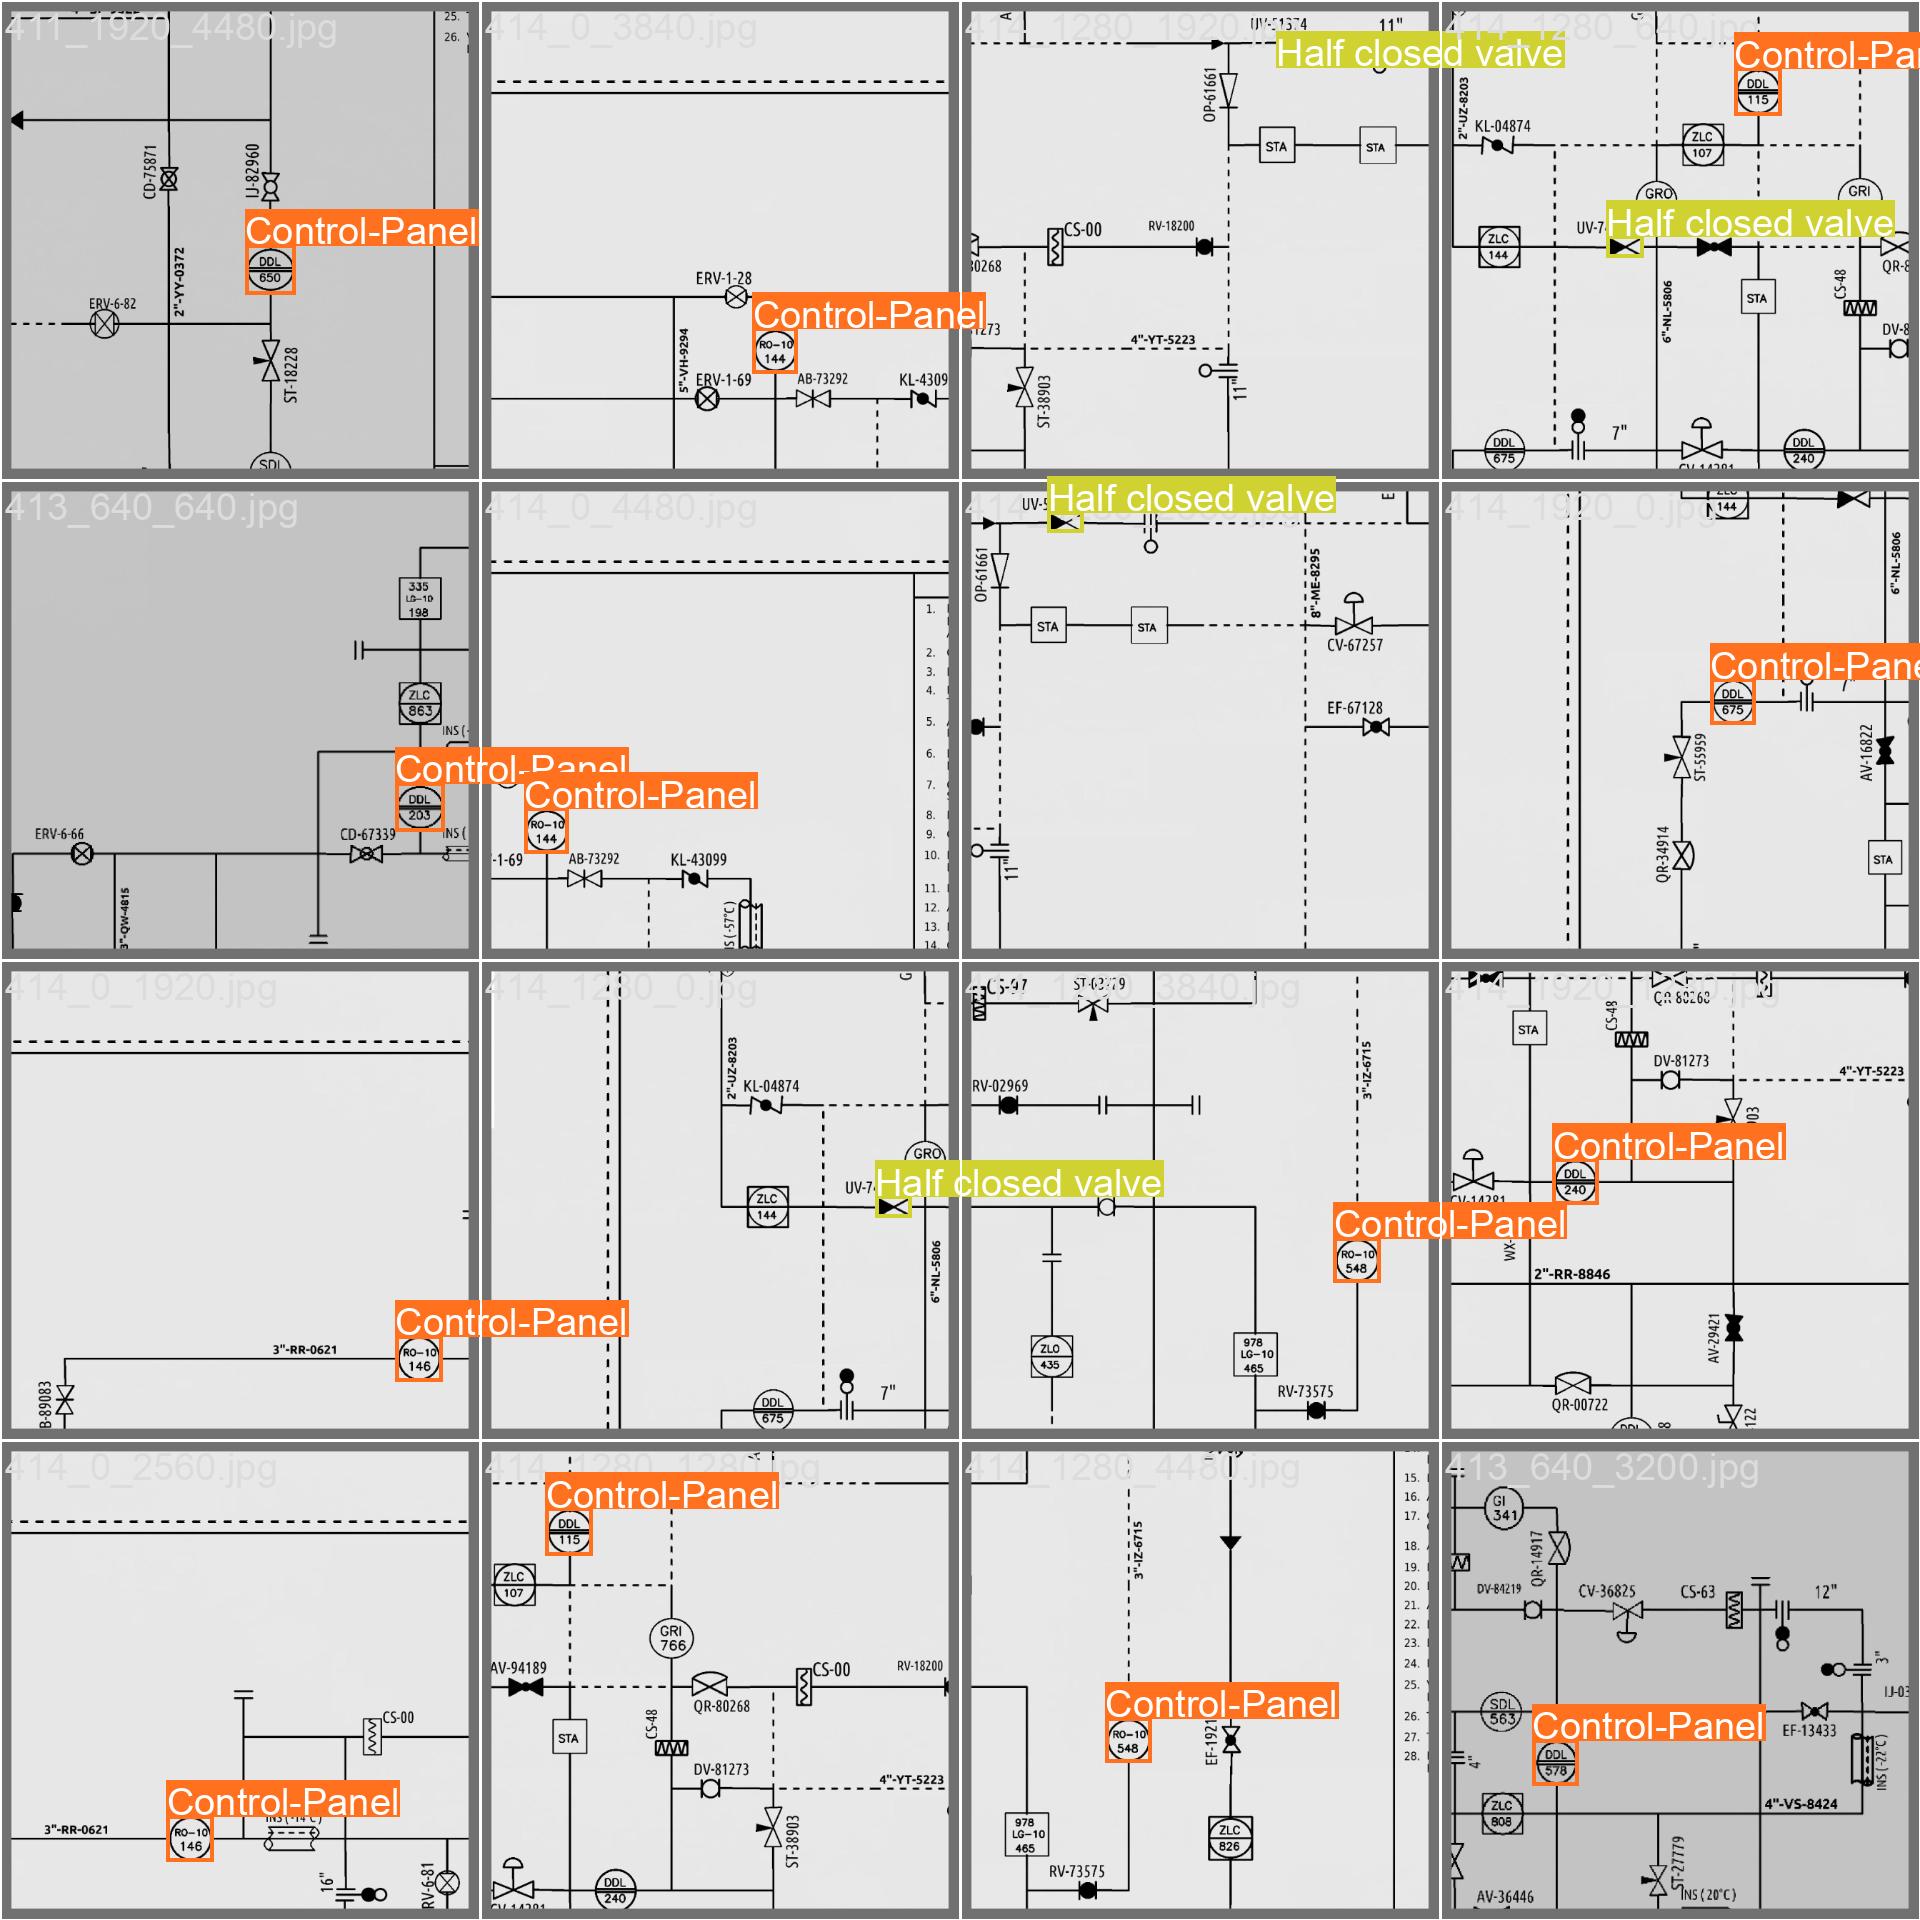 411_1920_4480.jpg
25.
26.
CD-75871
IJ-82960
Control-Panel
DDL
650
2"-YY-0372
ERV-6-82
ST-18228
SDL
414_0_3840.jpg
ERV-1-28
Control-Panel
RO-10
144
5"-VH-9294
ERV-1-69
AB-73292
KL-4309
414_1280_1920.jpg
11"
Half closed valve
OP-61661
STA
STA
CS-00
RV-18200
80268
4"-YT-5223
ST-38903
11"
414_1280_640.jpg
Control-Pa
DDL
115
2"-UZ-8203
KL-04874
ZLC
107
GRO
GRI
Half closed valve
ZLC
144
UV-7
QR-8
6"-NL-5806
STA
CS-48
DV-8
DDL
675
7"
DDL
240
CV-14281
413_640_640.jpg
335
LG-10
198
ZLC
863
INS (-
Control-Panel
DDL
203
ERV-6-66
CD-67339
INS (
3"-QW-4815
414_0_4480.jpg
1.
2.
3.
4.
5.
6.
7.
8.
9.
10.
11.
12.
13.
14.
Control-Panel
RO-10
144
-1-69
AB-73292
KL-43099
Half closed valve
OP-61661
8"-ME-8295
STA
STA
CV-67257
EF-67128
11"
414_1920_0.jpg
144
6"-NL-5806
Control-Pane
DDL
675
7"
ST-55959
AV-16822
QR-34914
STA
414_0_1920.jpg
Control-Panel
3"-RR-0621
RO-10
146
B-89083
414_1280_0.jpg
2"-UZ-8203
KL-04874
GRO
Half closed valve
ZLC
144
UV-7
6"-NL-5806
DDL
675
7"
414_1280_3840.jpg
CS-97
RV-02969
3"-IZ-6715
Control-Panel
RO-10
548
ZLO
435
978
LG-10
465
RV-73575
QR-80268
STA
CS-48
DV-81273
4"-YT-5223
Control-Panel
DDL
240
CV-14281
WX-
2"-RR-8846
AV-29421
QR-00722
414_0_2560.jpg
CS-00
Control-Panel
3"-RR-0621
RO-10
146
INS (-14°C)
16"
RV-6-81
414_1280_1280.jpg
Control-Panel
DDL
115
ZLC
107
GRI
766
AV-94189
QR-80268
CS-00
RV-18200
STA
CS-48
DV-81273
4"-YT-5223
ST-38903
DDL
240
CV-14281
414_1280_4480.jpg
15.
16.
17.
18.
19.
20.
21.
22.
23.
24.
25.
26.
27.
28.
3"-IZ-6715
Control-Panel
RO-10
548
EF-1921
978
LG-10
465
ZLC
826
RV-73575
413_640_3200.jpg
GI
341
QR-14917
DV-84219
CV-36825
CS-63
12"
3"
SDL
563
IJ-03
EF-13433
Control-Panel
DDL
578
4"
INS (-22°C)
ZLC
808
4"-VS-8424
ST-27779
AV-36446
INS (20°C)